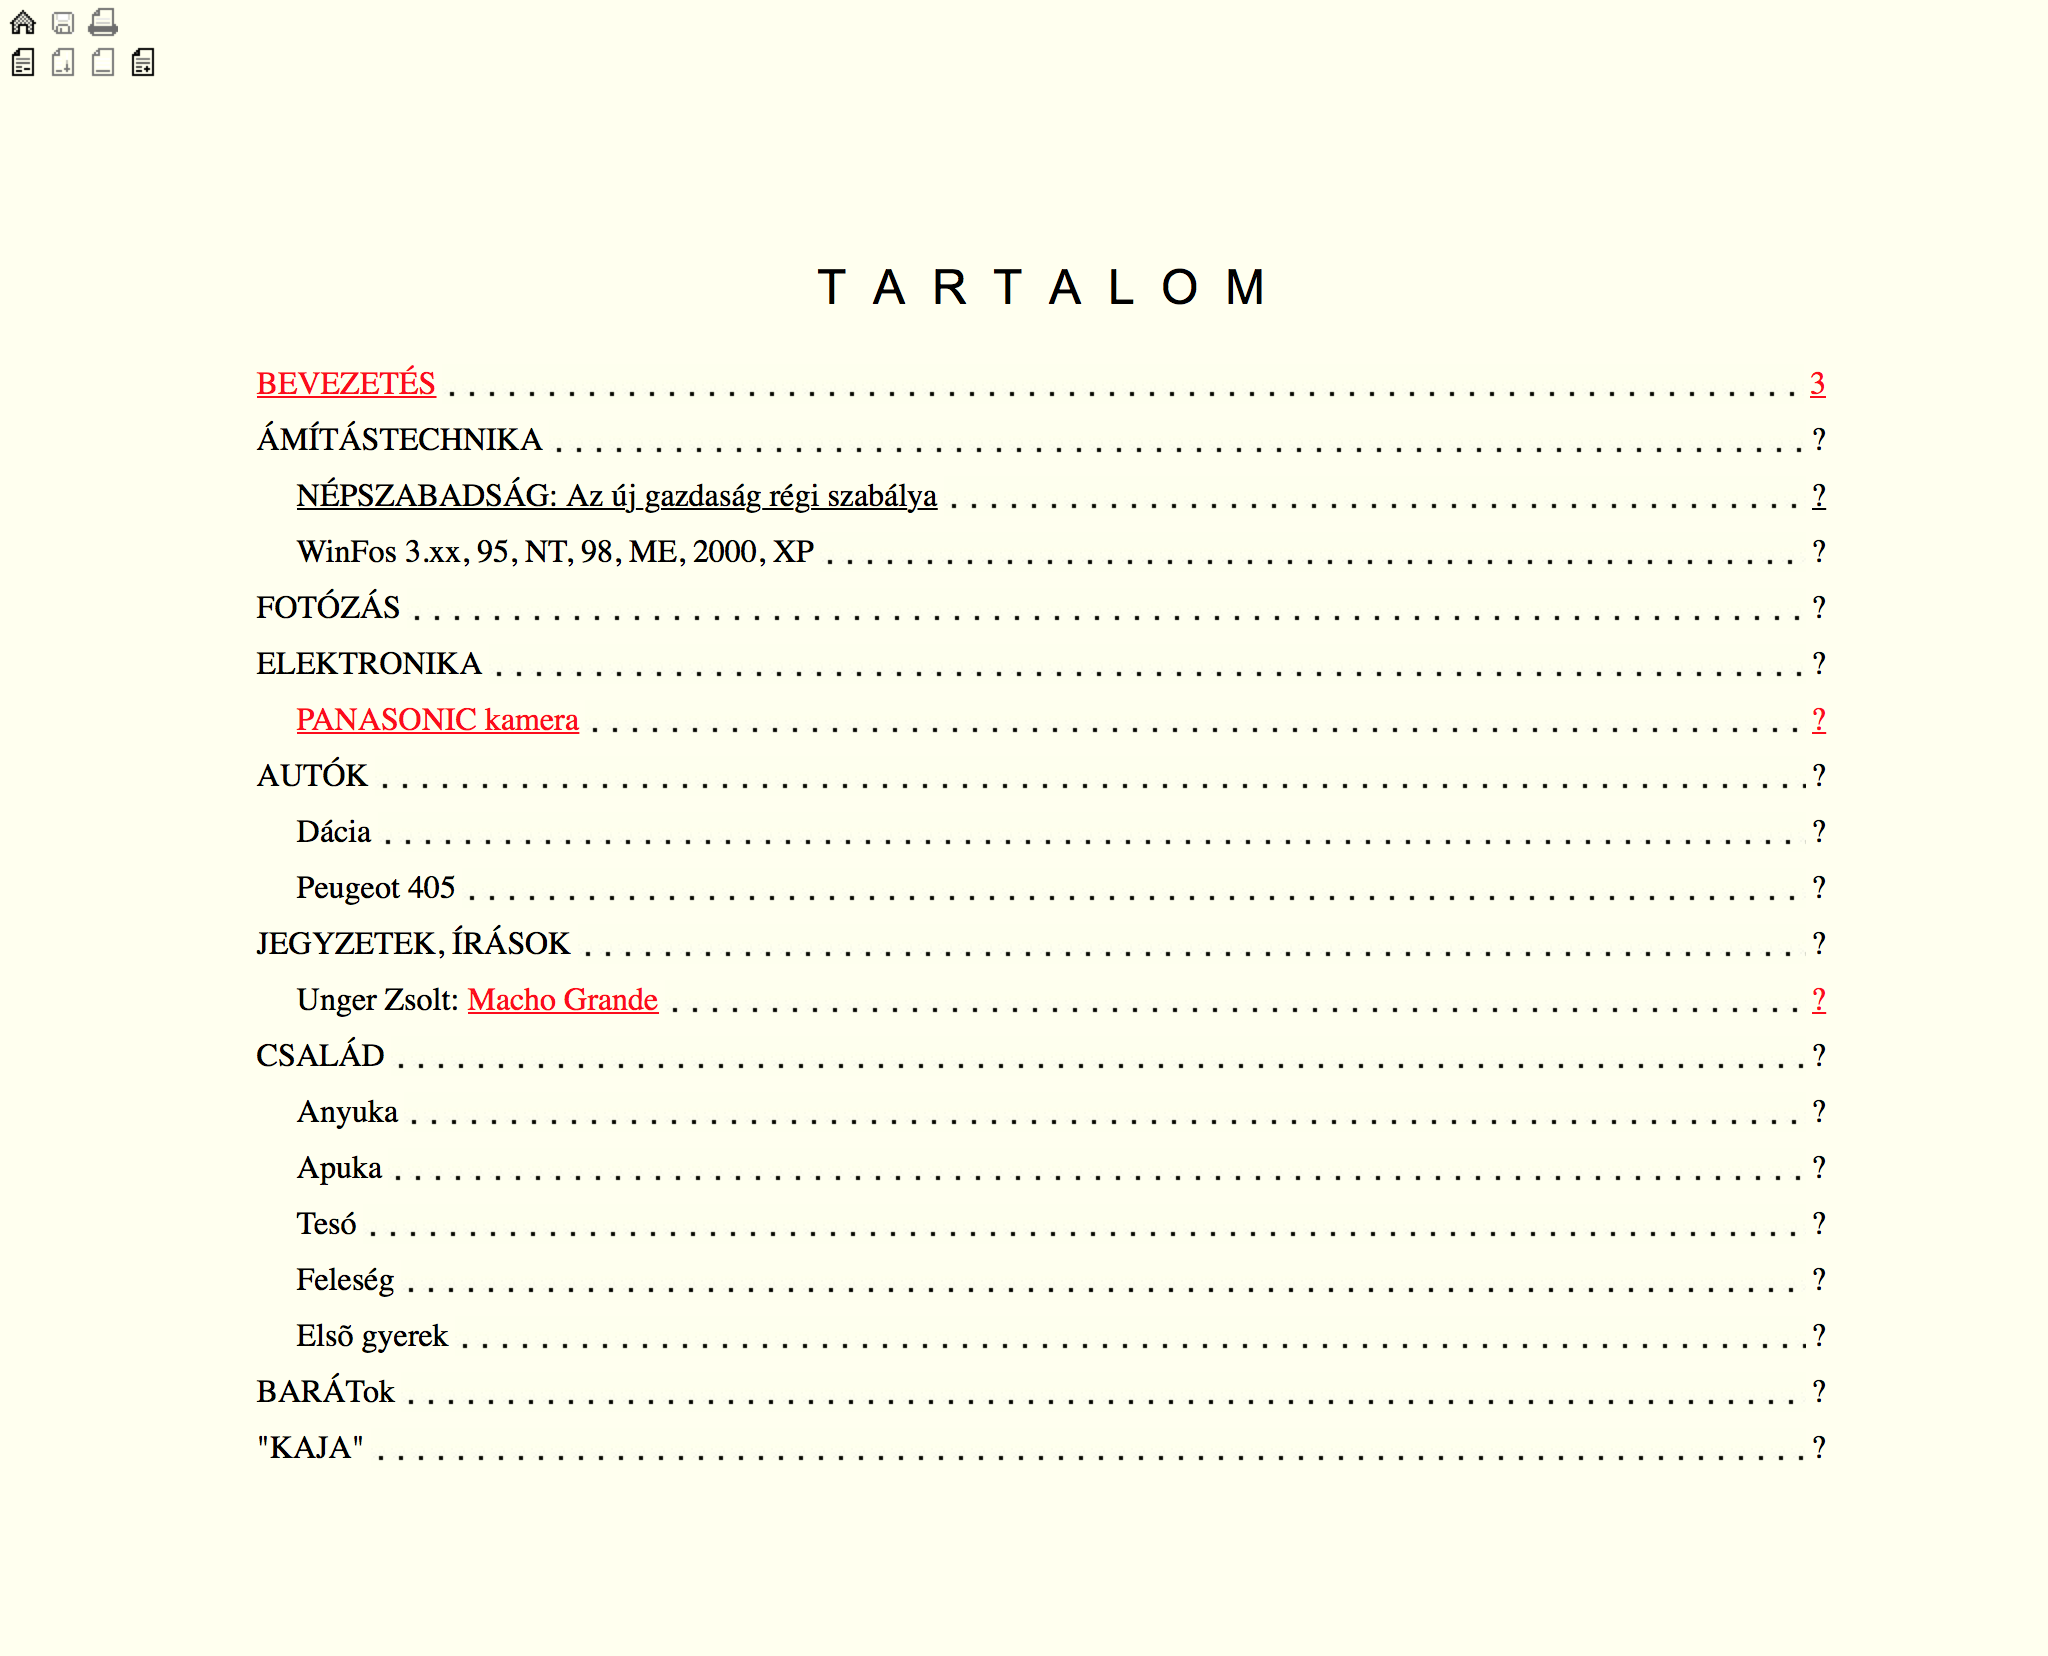 T A R T A L O M
BEVEZETÉS . . . . . . . . . . . . . . . . . . . . . . . . . . . . . . . . . . . . . . . . . . . . . . . . . . . . . . . . . . . . . . . . . . . . 3
ÁMÍTÁSTECHNIKA . . . . . . . . . . . . . . . . . . . . . . . . . . . . . . . . . . . . . . . . . . . . . . . . . . . . . . . . . . . . . . . ?
NÉPSZABADSÁG: Az új gazdaság régi szabálya . . . . . . . . . . . . . . . . . . . . . . . . . . . . . . . . . . . . . . . . . . . ?
WinFos 3.xx, 95, NT, 98, ME, 2000, XP . . . . . . . . . . . . . . . . . . . . . . . . . . . . . . . . . . . . . . . . . . . . . . . . . ?
FOTÓZÁS . . . . . . . . . . . . . . . . . . . . . . . . . . . . . . . . . . . . . . . . . . . . . . . . . . . . . . . . . . . . . . . . . . . . . . ?
ELEKTRONIKA . . . . . . . . . . . . . . . . . . . . . . . . . . . . . . . . . . . . . . . . . . . . . . . . . . . . . . . . . . . . . . . . . . ?
PANASONIC kamera . . . . . . . . . . . . . . . . . . . . . . . . . . . . . . . . . . . . . . . . . . . . . . . . . . . . . . . . . . . . . ?
AUTÓK . . . . . . . . . . . . . . . . . . . . . . . . . . . . . . . . . . . . . . . . . . . . . . . . . . . . . . . . . . . . . . . . . . . . . . . . ?
Dácia . . . . . . . . . . . . . . . . . . . . . . . . . . . . . . . . . . . . . . . . . . . . . . . . . . . . . . . . . . . . . . . . . . . . . . . ?
Peugeot 405 . . . . . . . . . . . . . . . . . . . . . . . . . . . . . . . . . . . . . . . . . . . . . . . . . . . . . . . . . . . . . . . . . . . ?
JEGYZETEK, ÍRÁSOK . . . . . . . . . . . . . . . . . . . . . . . . . . . . . . . . . . . . . . . . . . . . . . . . . . . . . . . . . . . . . ?
Unger Zsolt: Macho Grande . . . . . . . . . . . . . . . . . . . . . . . . . . . . . . . . . . . . . . . . . . . . . . . . . . . . . . . . . ?
CSALÁD . . . . . . . . . . . . . . . . . . . . . . . . . . . . . . . . . . . . . . . . . . . . . . . . . . . . . . . . . . . . . . . . . . . . . . . ?
Anyuka . . . . . . . . . . . . . . . . . . . . . . . . . . . . . . . . . . . . . . . . . . . . . . . . . . . . . . . . . . . . . . . . . . . . . . ?
Apuka . . . . . . . . . . . . . . . . . . . . . . . . . . . . . . . . . . . . . . . . . . . . . . . . . . . . . . . . . . . . . . . . . . . . . . . ?
Tesó . . . . . . . . . . . . . . . . . . . . . . . . . . . . . . . . . . . . . . . . . . . . . . . . . . . . . . . . . . . . . . . . . . . . . . . . ?
Feleség . . . . . . . . . . . . . . . . . . . . . . . . . . . . . . . . . . . . . . . . . . . . . . . . . . . . . . . . . . . . . . . . . . . . . . ?
Elsõ gyerek . . . . . . . . . . . . . . . . . . . . . . . . . . . . . . . . . . . . . . . . . . . . . . . . . . . . . . . . . . . . . . . . . . . . ?
BARÁTok . . . . . . . . . . . . . . . . . . . . . . . . . . . . . . . . . . . . . . . . . . . . . . . . . . . . . . . . . . . . . . . . . . . . . . ?
"KAJA" . . . . . . . . . . . . . . . . . . . . . . . . . . . . . . . . . . . . . . . . . . . . . . . . . . . . . . . . . . . . . . . . . . . . . . . . ?